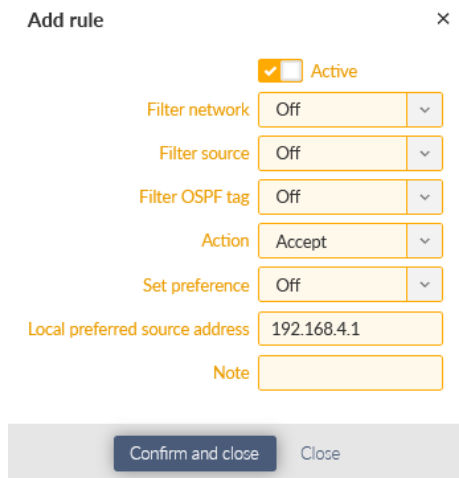 Add rule
Active
Filter network Off
Filter source Off
Filter OSPF tag Off
Action Accept
Set preference Off
Local preferred source address 192.168.4.1
Note
Confirm and close Close